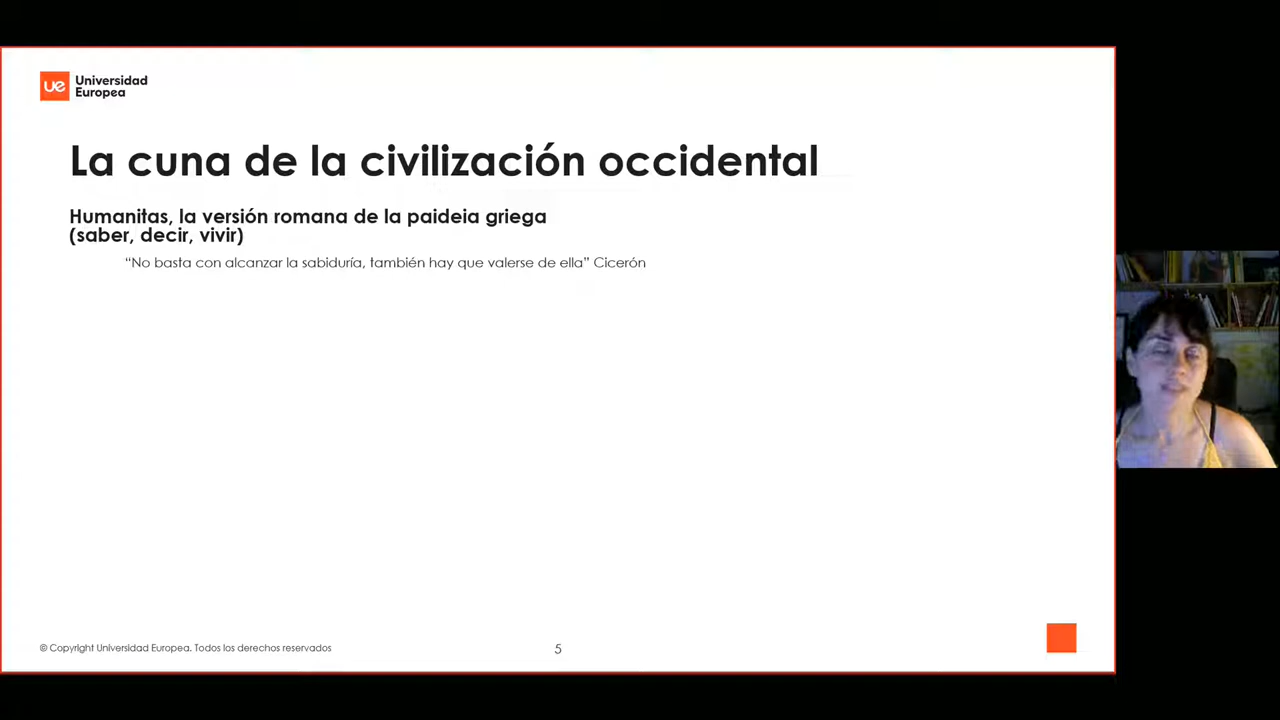 ue Universidad
Europea
La cuna de la civilización occidental
Humanitas, la versión romana de la paideia griega
(saber, decir, vivir)
“No basta con alcanzar la sabiduría, también hay que valerse de ella” Cicerón
© Copyright Universidad Europea. Todos los derechos reservados
5